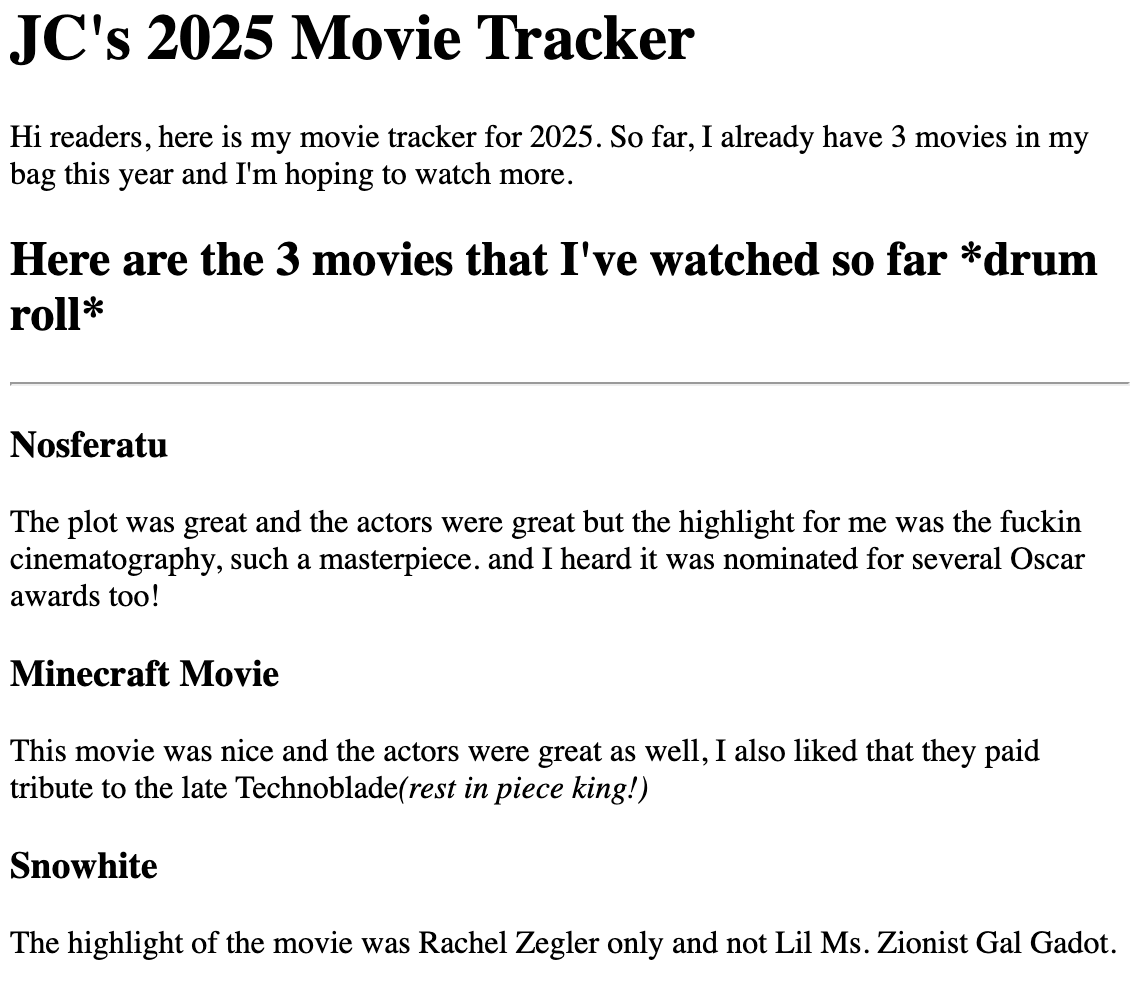 JC's 2025 Movie Tracker
Hi readers, here is my movie tracker for 2025. So far, I already have 3 movies in my
bag this year and I'm hoping to watch more.
Here are the 3 movies that I've watched so far *drum
roll*
Nosferatu
The plot was great and the actors were great but the highlight for me was the fuckin
cinematography, such a masterpiece. and I heard it was nominated for several Oscar
awards too!
Minecraft Movie
This movie was nice and the actors were great as well, I also liked that they paid
tribute to the late Technoblade(rest in piece king!)
Snowhite
The highlight of the movie was Rachel Zegler only and not Lil Ms. Zionist Gal Gadot.